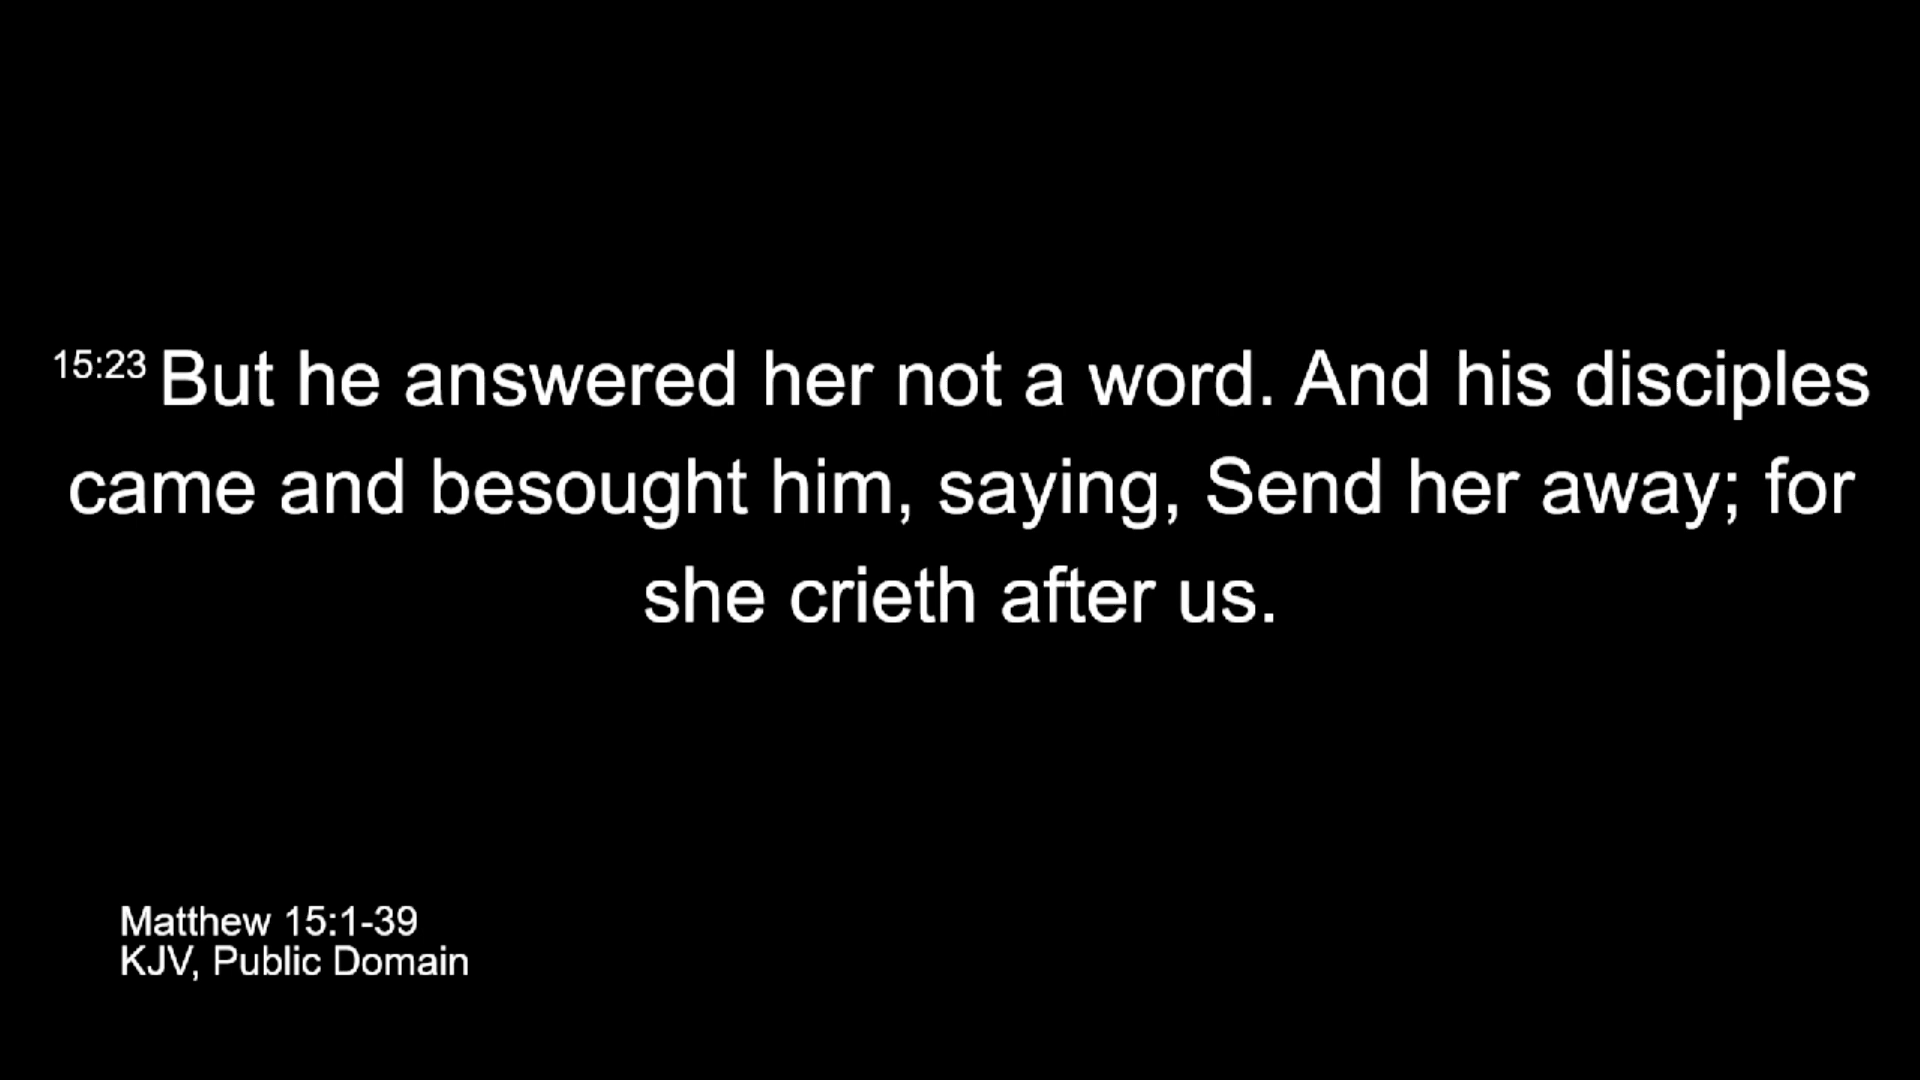 15:23 But he answered her not a word. And his disciples
came and besought him, saying, Send her away; for
she crieth after us.
Matthew 15:1-39
KJV, Public Domain